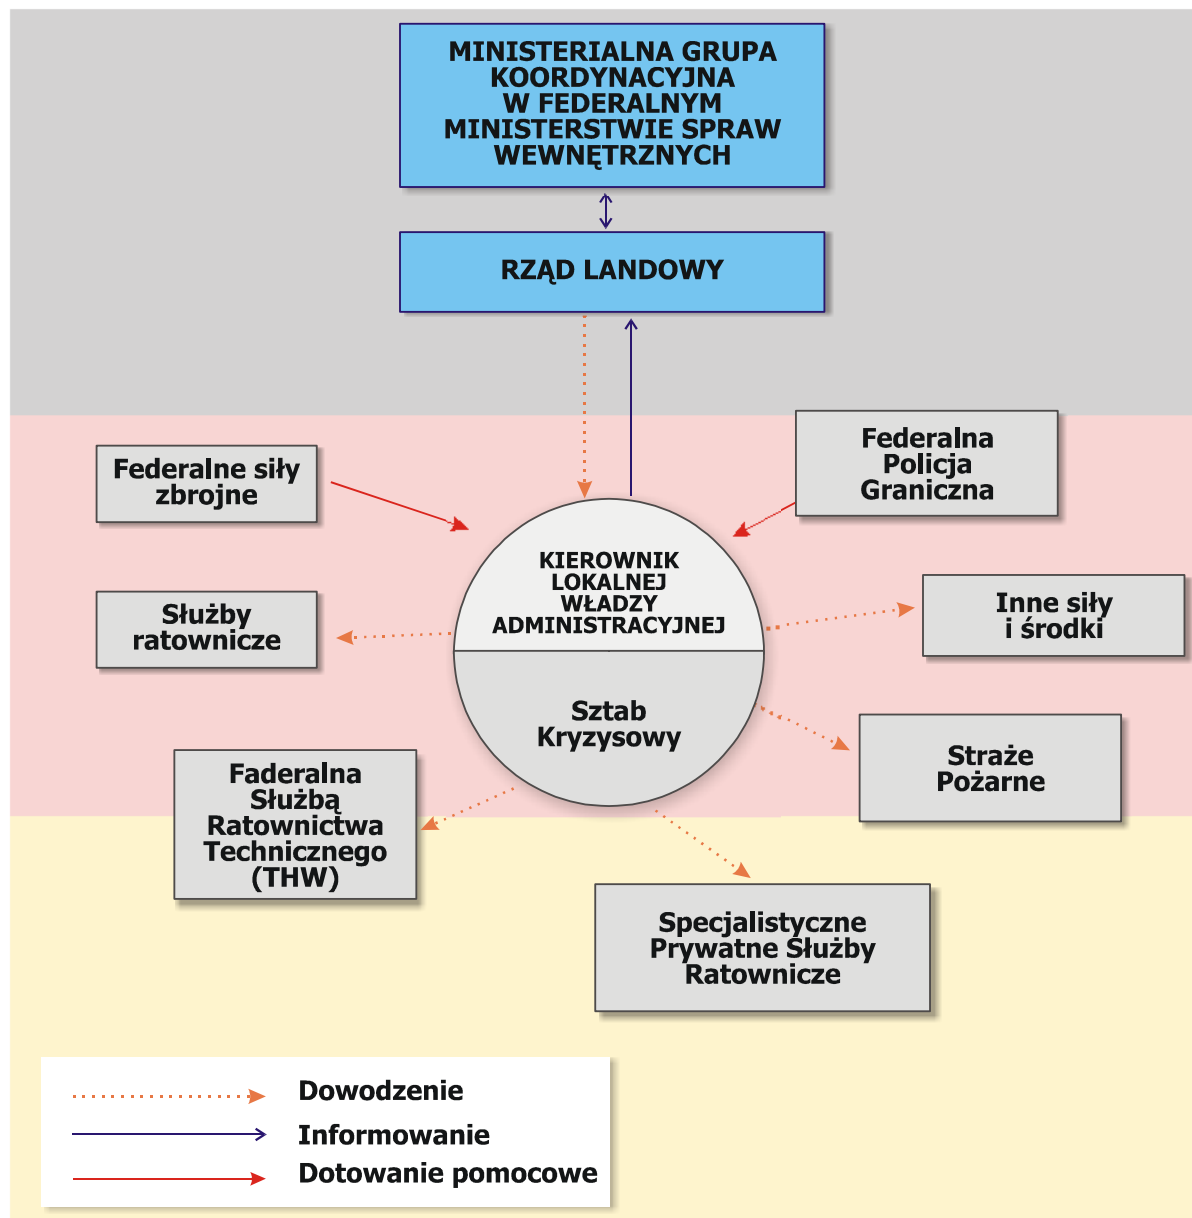 MINISTERIALNA GRUPA
KOORDYNACYJNA
W FEDERALNYM
MINISTERSTWIE SPRAW
WEWNĘTRZNYCH
RZĄD LANDOWY
Federalne siły
zbrojne
Federalna
Policja
Graniczna
KIEROWNIK
LOKALNEJ
WŁADZY
ADMINISTRACYJNEJ
Służby
ratownicze
Inne siły
i środki
Sztab
Kryzysowy
Straże
Pożarne
Faderalna
Służbą
Ratownictwa
Technicznego
(THW)
Specjalistyczne
Prywatne Służby
Ratownicze
Dowodzenie
Informowanie
Dotowanie pomocowe